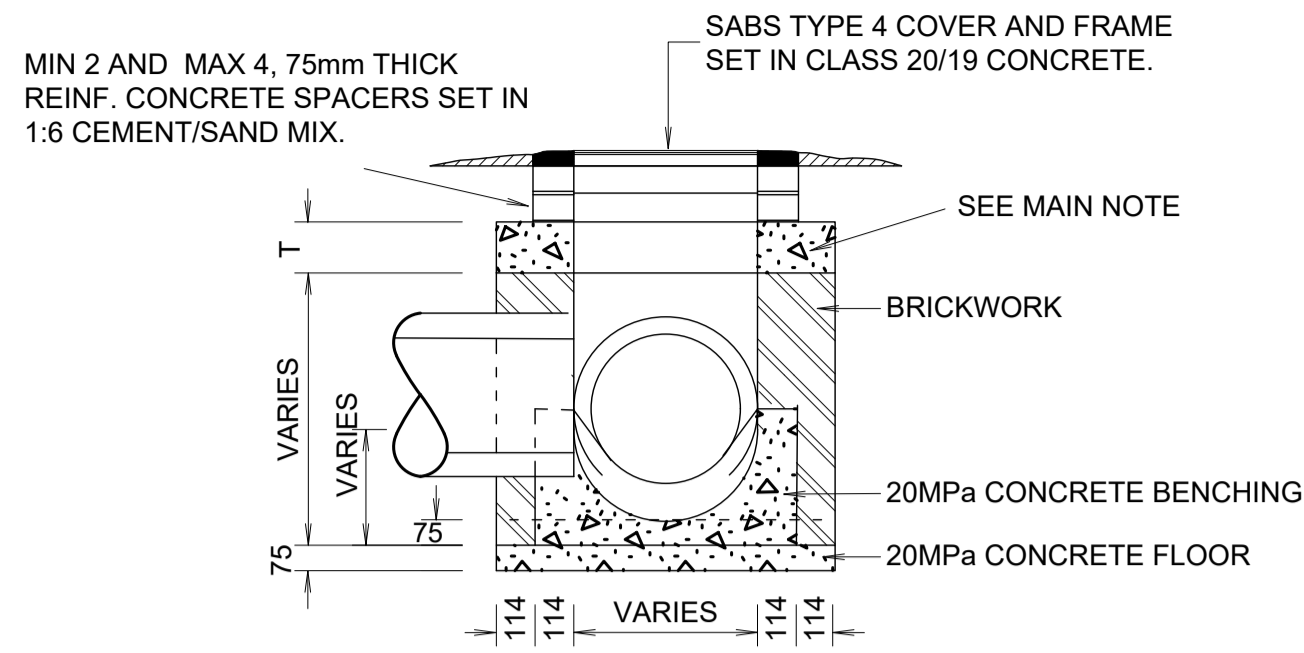 SABS TYPE 4 COVER AND FRAME
SET IN CLASS 20/19 CONCRETE.
MIN 2 AND MAX 4, 75mm THICK
REINF. CONCRETE SPACERS SET IN
1:6 CEMENT/SAND MIX.
SEE MAIN NOTE
T
BRICKWORK
VARIES
VARIES
20MPa CONCRETE BENCHING
75
20MPa CONCRETE FLOOR
75
114
114
VARIES
114
114